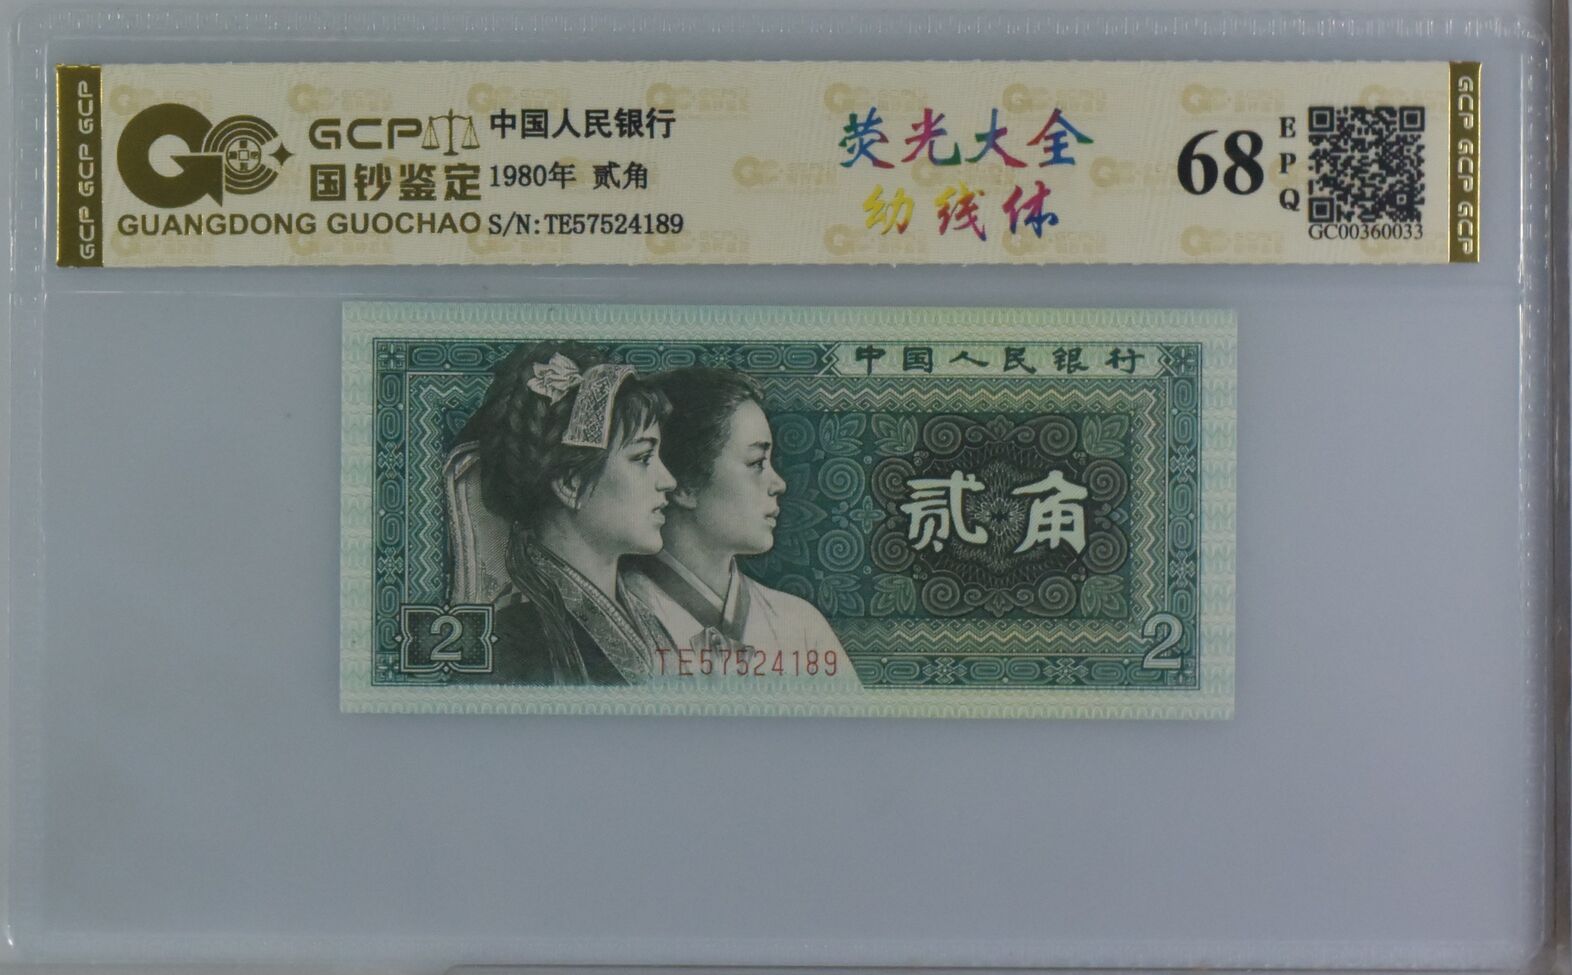 GCP GCP GCP
GCP
国钞鉴定
GUANGDONG GUOCHAO
中国人民银行
1980年 贰角
S/N:TE57524189
荧光大全
幼线体
68
EPQ
GC00360033
GCP GCP GCP
中国人民银行
贰角
2
2
TE57524189